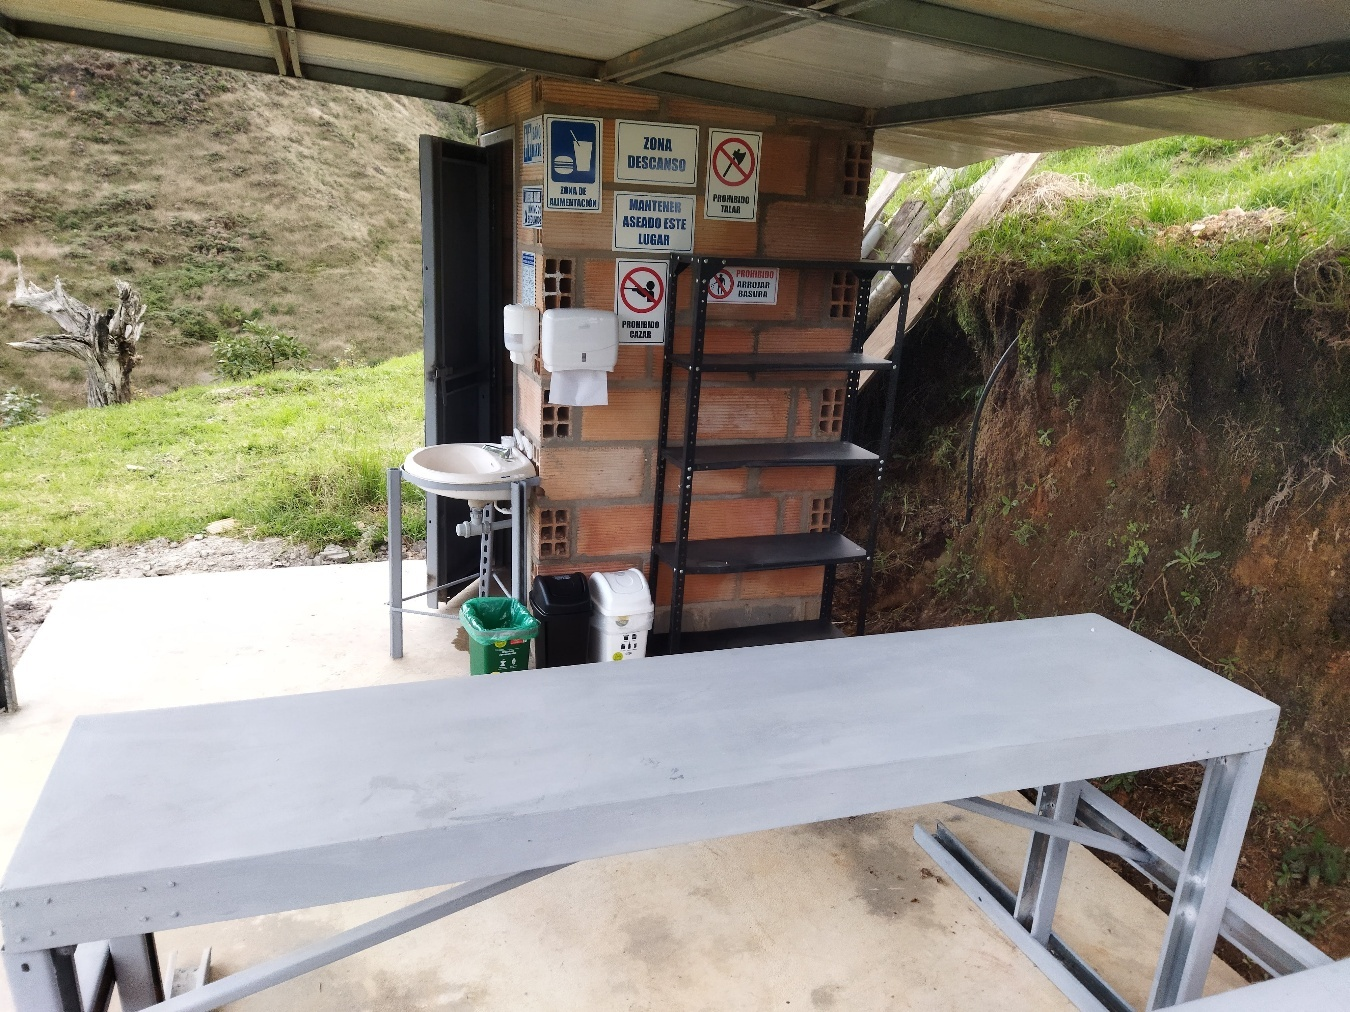 ZONA DE
ALIMENTACIÓN
ZONA
DESCANSO
PROHIBIDO
TALAR
MANTENER
ASEADO ESTE
LUGAR
PROHIBIDO
CAZAR
PROHIBIDO
ARROJAR
BASURA